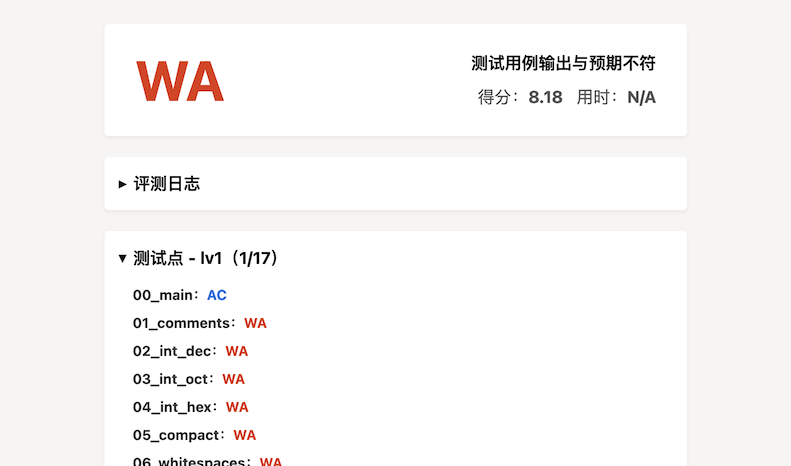 WA
测试用例输出与预期不符
得分：8.18 用时：N/A
▸ 评测日志
▾ 测试点 - lv1（1/17）
00_main：AC
01_comments：WA
02_int_dec：WA
03_int_oct：WA
04_int_hex：WA
05_compact：WA
06_whitespaces：WA